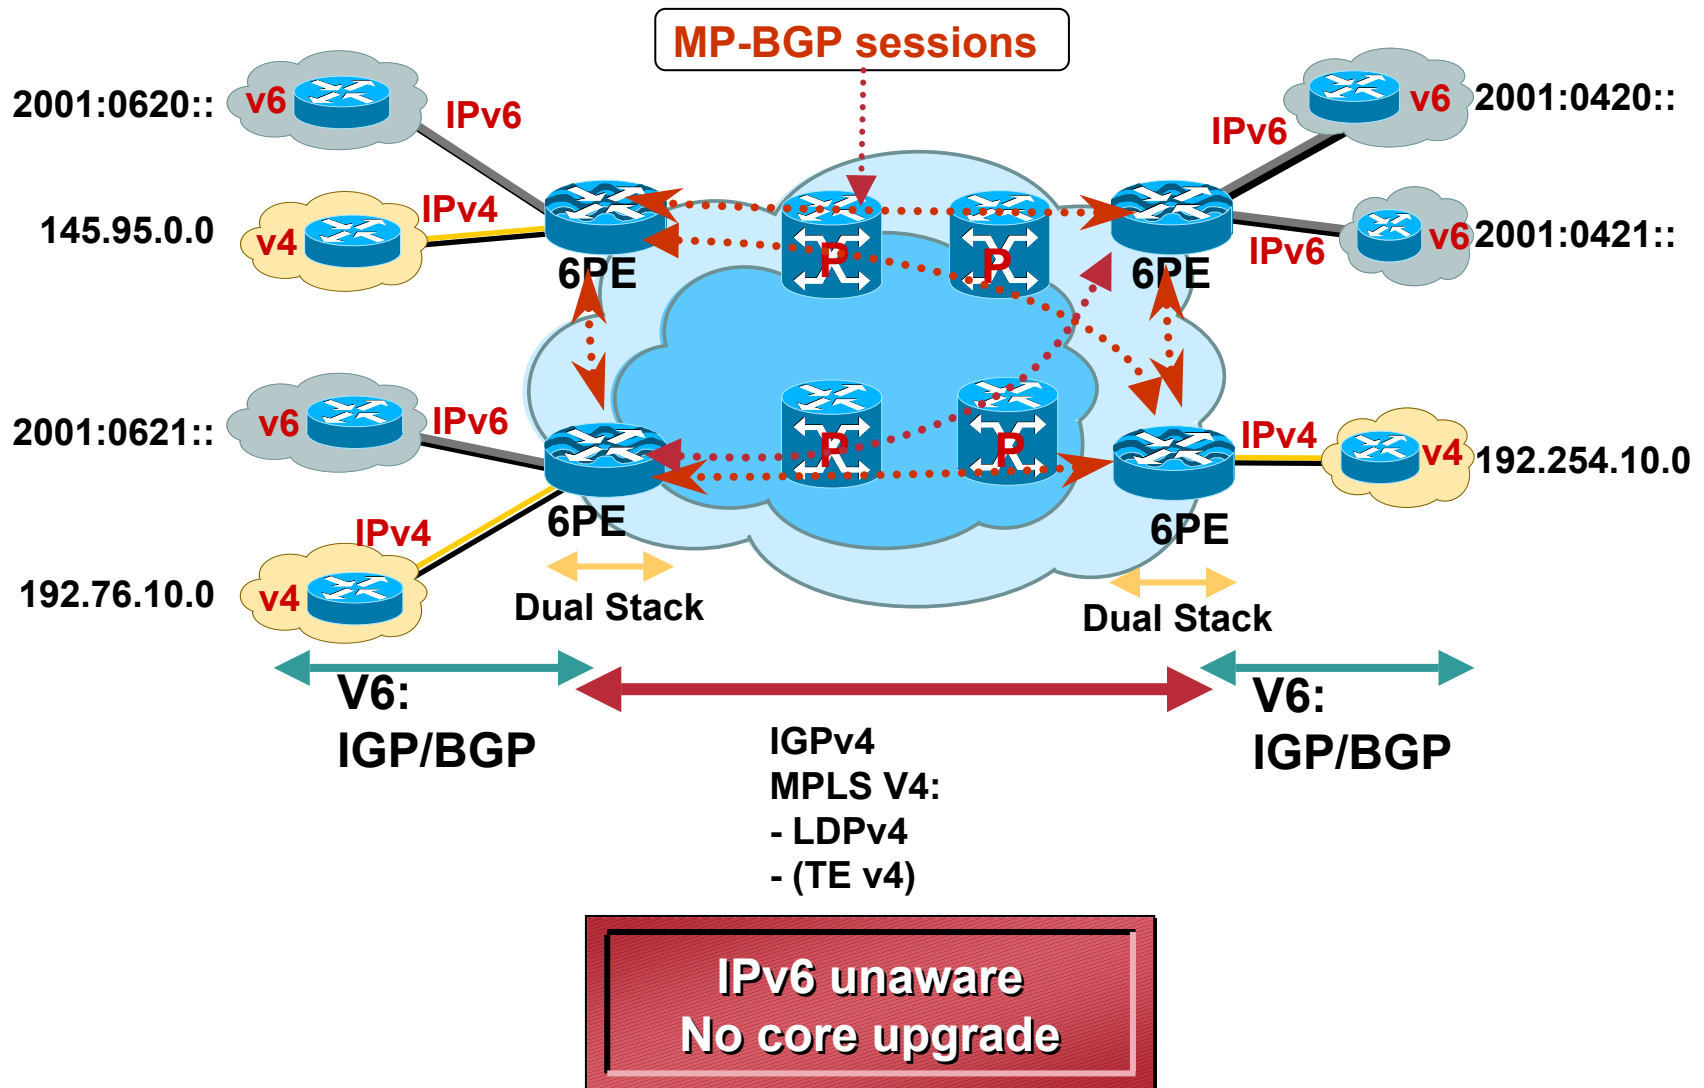 MP-BGP sessions
2001:0620::
v6
IPv6
v6
2001:0420::
IPv6
145.95.0.0
v4
IPv4
6PE
P
P
6PE
IPv6
v6
2001:0421::
2001:0621::
v6
IPv6
6PE
P
P
6PE
IPv4
v4
192.254.10.0
192.76.10.0
v4
IPv4
Dual Stack
Dual Stack
V6:
IGP/BGP
IGPv4
MPLS V4:
- LDPv4
- (TE v4)
V6:
IGP/BGP
IPv6 unaware
No core upgrade